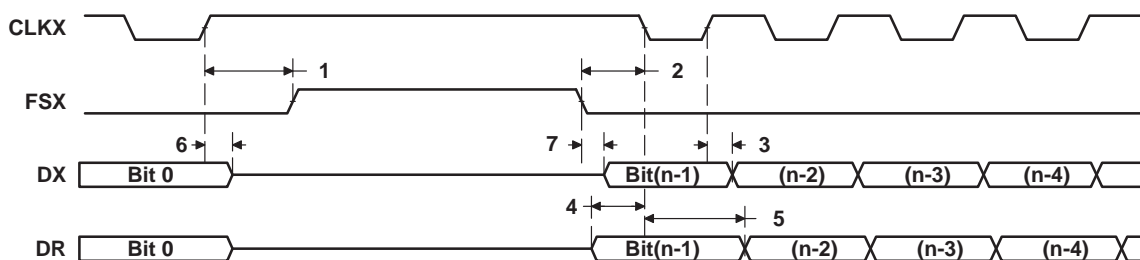 CLKX
1
2
FSX
6
7
3
DX
Bit 0
Bit(n-1)
(n-2)
(n-3)
(n-4)
4
5
DR
Bit 0
Bit(n-1)
(n-2)
(n-3)
(n-4)